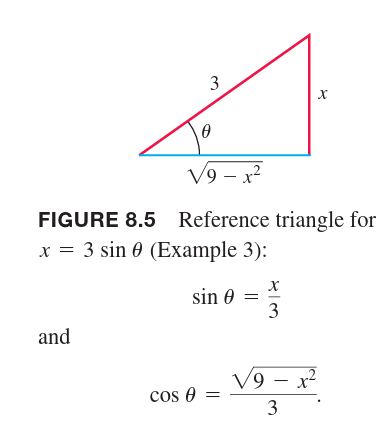 3
x
θ
√9 − x²
FIGURE 8.5 Reference triangle for
x = 3 sin θ (Example 3):
sin θ = x/3
and
cos θ = √9 − x²/3.